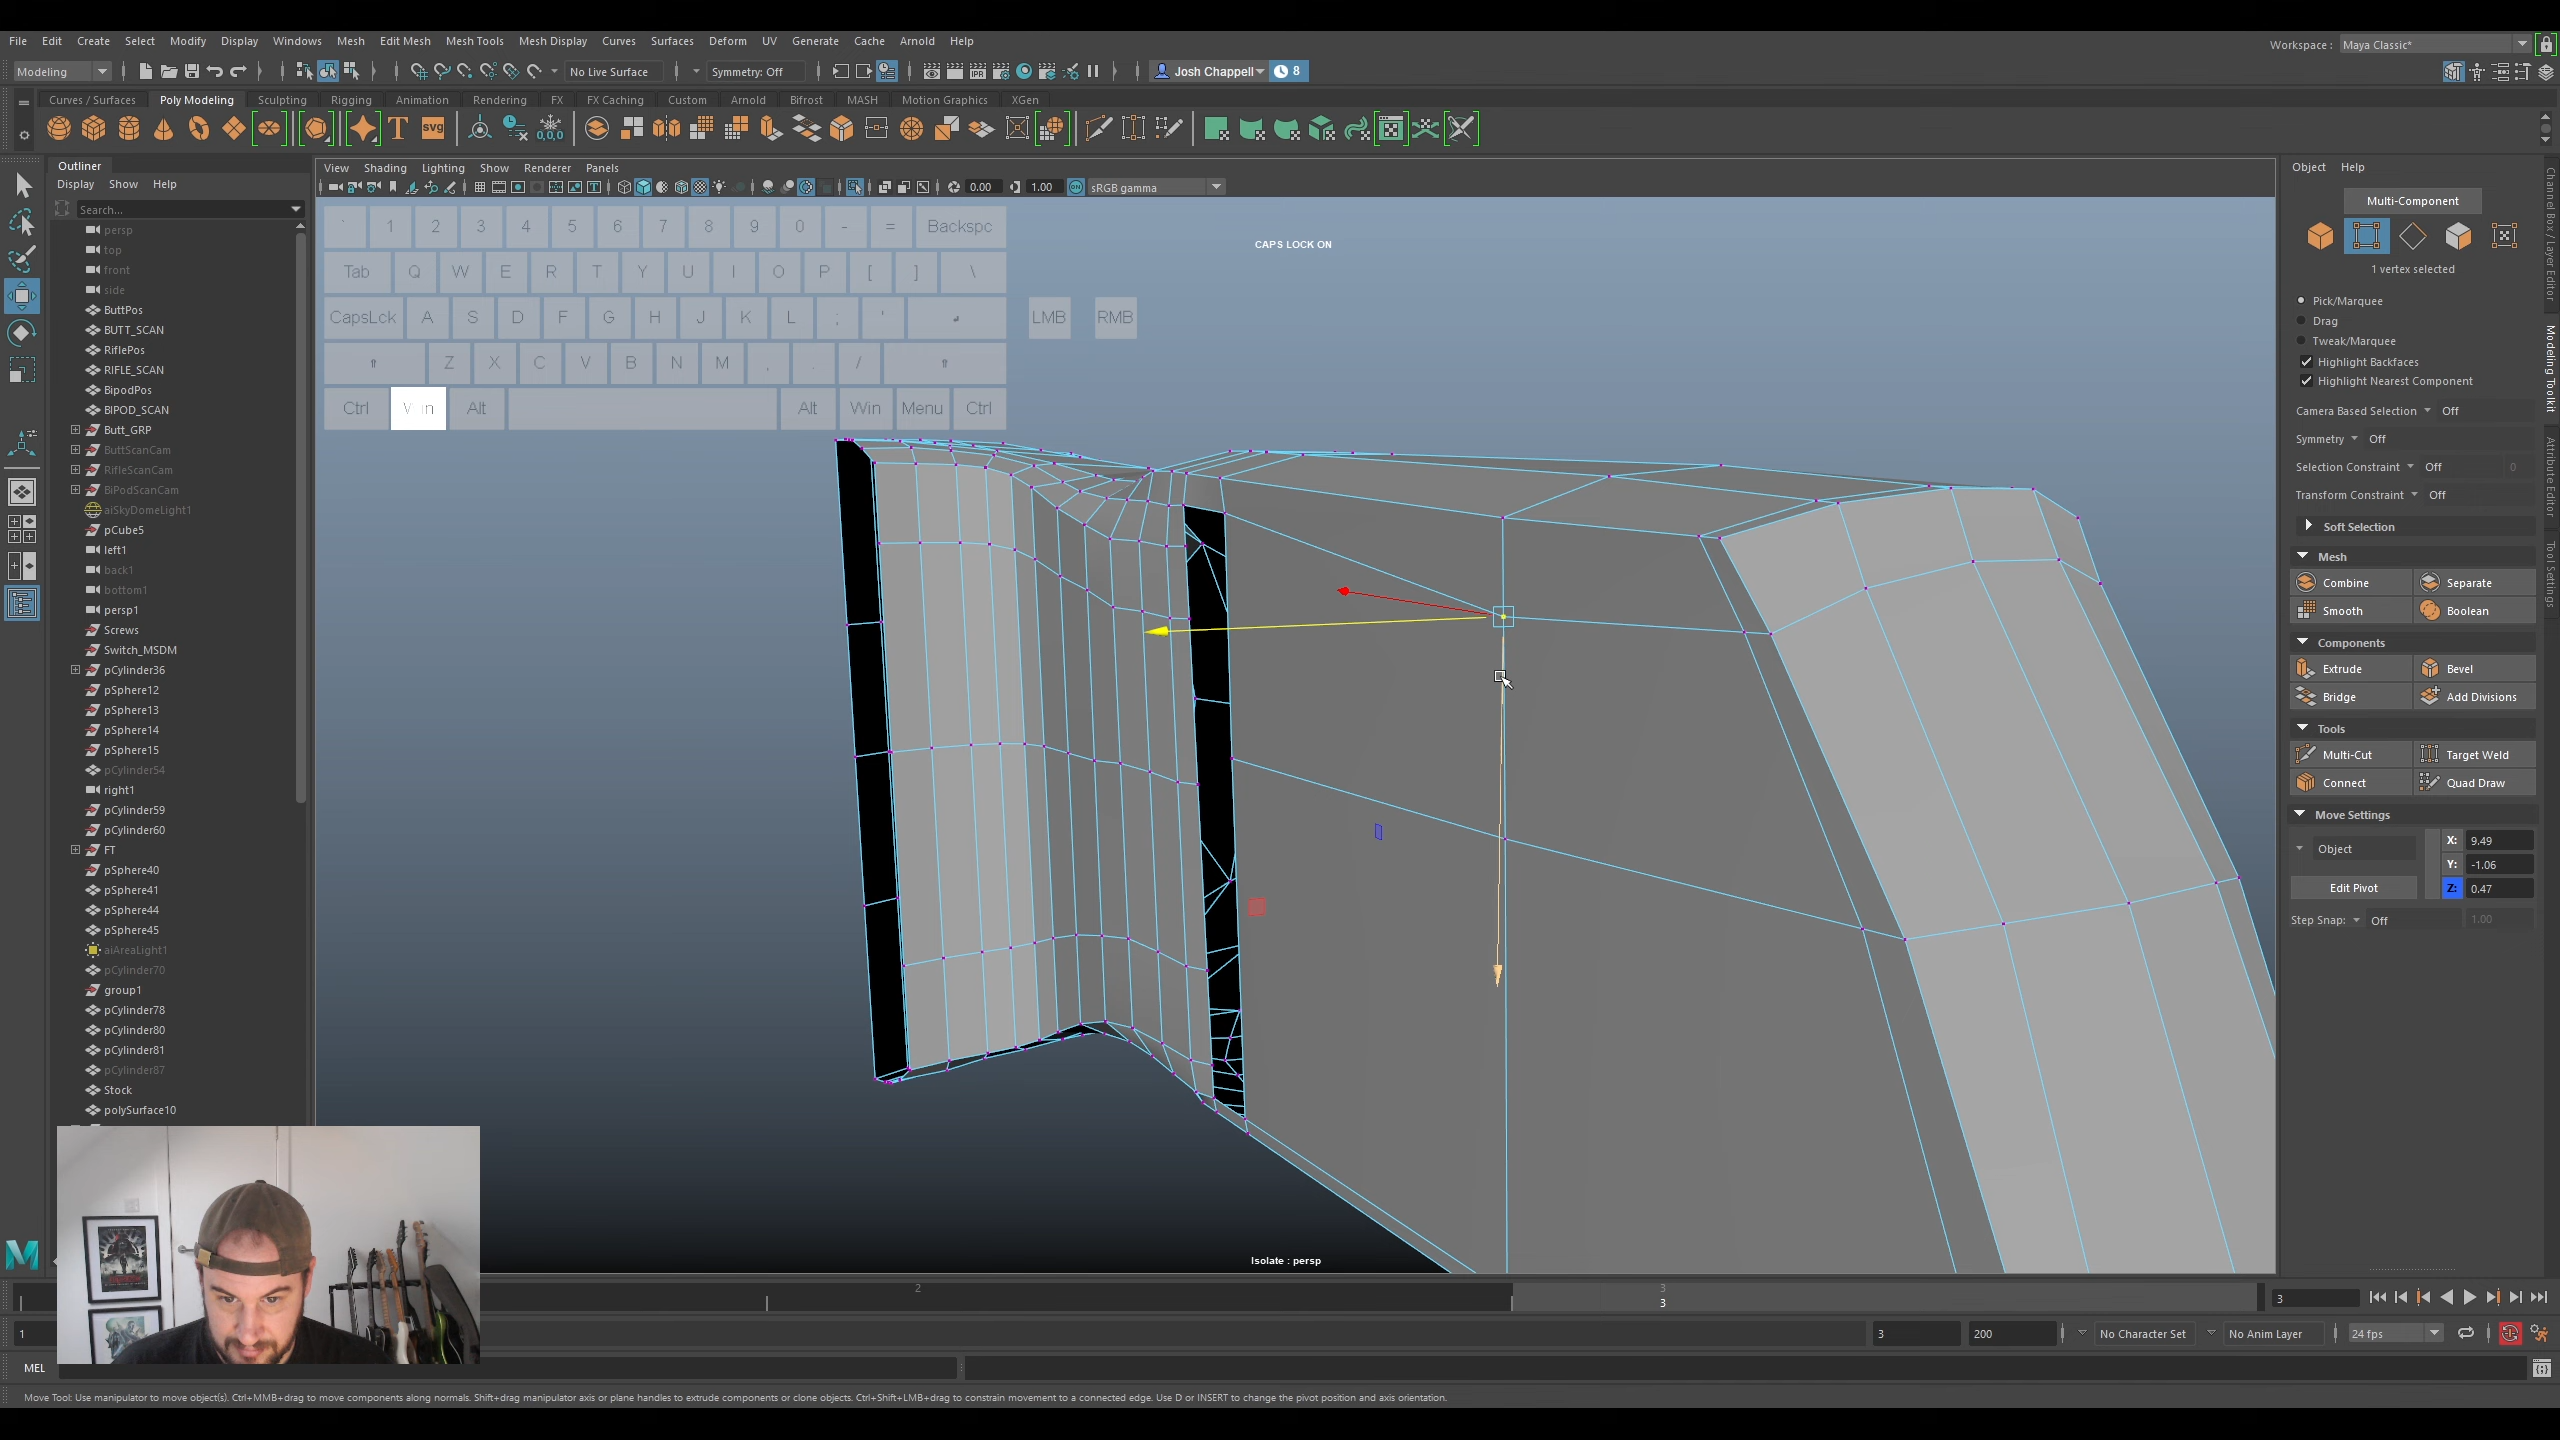 File Edit Create Select Modify Display Windows Mesh Edit Mesh Mesh Tools Mesh Display Curves Surfaces Deform UV Generate Cache Arnold Help
Workspace : Maya Classic*
Modeling No Live Surface Symmetry: Off Josh Chappell 8
Curves / Surfaces Poly Modeling Sculpting Rigging Animation Rendering FX FX Caching Custom Arnold Bifrost MASH Motion Graphics XGen
Outliner
Display Show Help
Search...
persp
top
front
side
ButtPos
BUTT_SCAN
RiflePos
RIFLE_SCAN
BipodPos
BIPOD_SCAN
Butt_GRP
ButtScanCam
RifleScanCam
BiPodScanCam
aiSkyDomeLight1
pCube5
left1
back1
bottom1
persp1
Screws
Switch_MSDM
pCylinder36
pSphere12
pSphere13
pSphere14
pSphere15
pCylinder54
right1
pCylinder59
pCylinder60
FT
pSphere40
pSphere41
pSphere44
pSphere45
aiAreaLight1
pCylinder70
group1
pCylinder78
pCylinder80
pCylinder81
pCylinder87
Stock
polySurface10
View Shading Lighting Show Renderer Panels
0.00 1.00 sRGB gamma
` 1 2 3 4 5 6 7 8 9 0 - = Backspc
Tab Q W E R T Y U I O P [ ] \
CapsLck A S D F G H J K L ; ' LMB RMB
Z X C V B N M , . /
Ctrl Win Alt Alt Win Menu Ctrl
CAPS LOCK ON
Isolate : persp
Object Help
Multi-Component
1 vertex selected
Pick/Marquee
Drag
Tweak/Marquee
Highlight Backfaces
Highlight Nearest Component
Camera Based Selection Off
Symmetry Off
Selection Constraint Off 0
Transform Constraint Off
Soft Selection
Mesh
Combine Separate
Smooth Boolean
Components
Extrude Bevel
Bridge Add Divisions
Tools
Multi-Cut Target Weld
Connect Quad Draw
Move Settings
Object X: 9.49
Y: -1.06
Edit Pivot Z: 0.47
Step Snap: Off 1.00
Channel Box / Layer Editor
Modeling Toolkit
Attribute Editor
Tool Settings
2 3
3
3
1 3 200 No Character Set No Anim Layer 24 fps
MEL
Move Tool: Use manipulator to move object(s). Ctrl+MMB+drag to move components along normals. Shift+drag manipulator axis or plane handles to extrude components or clone objects. Ctrl+Shift+LMB+drag to constrain movement to a connected edge. Use D or INSERT to change the pivot position and axis orientation.